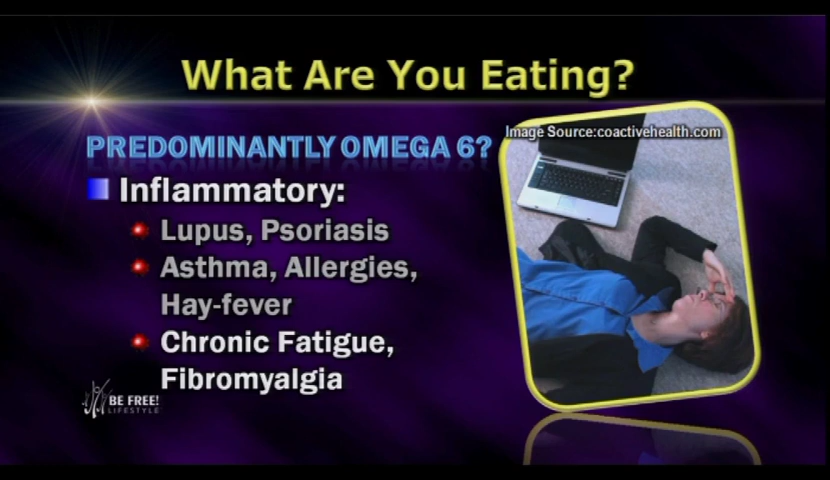 What Are You Eating?
Image Source:coactivehealth.com
PREDOMINANTLY OMEGA 6?
Inflammatory:
Lupus, Psoriasis
Asthma, Allergies,
Hay-fever
Chronic Fatigue,
Fibromyalgia
BE FREE!
LIFESTYLE